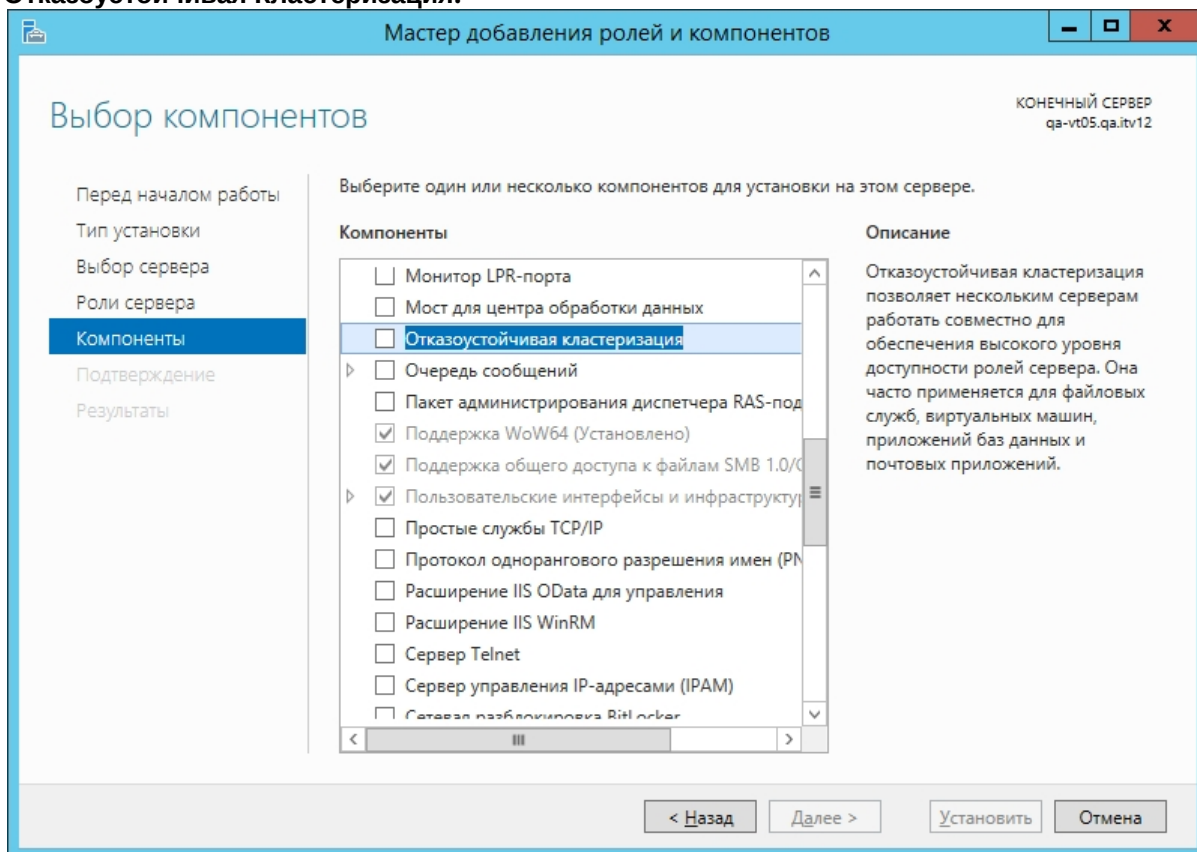 Отказоустойчивая кластеризация.
Мастер добавления ролей и компонентов
Выбор компонентов
КОНЕЧНЫЙ СЕРВЕР
qa-vt05.qa.itv12
Перед началом работы
Тип установки
Выбор сервера
Роли сервера
Компоненты
Подтверждение
Результаты
Выберите один или несколько компонентов для установки на этом сервере.
Компоненты
Монитор LPR-порта
Мост для центра обработки данных
Отказоустойчивая кластеризация
Очередь сообщений
Пакет администрирования диспетчера RAS-под
Поддержка WoW64 (Установлено)
Поддержка общего доступа к файлам SMB 1.0/C
Пользовательские интерфейсы и инфраструктур
Простые службы TCP/IP
Протокол однорангового разрешения имен (PN
Расширение IIS OData для управления
Расширение IIS WinRM
Сервер Telnet
Сервер управления IP-адресами (IPAM)
Сетевая разблокировка BitLocker
Описание
Отказоустойчивая кластеризация
позволяет нескольким серверам
работать совместно для
обеспечения высокого уровня
доступности ролей сервера. Она
часто применяется для файловых
служб, виртуальных машин,
приложений баз данных и
почтовых приложений.
< Назад
Далее >
Установить
Отмена